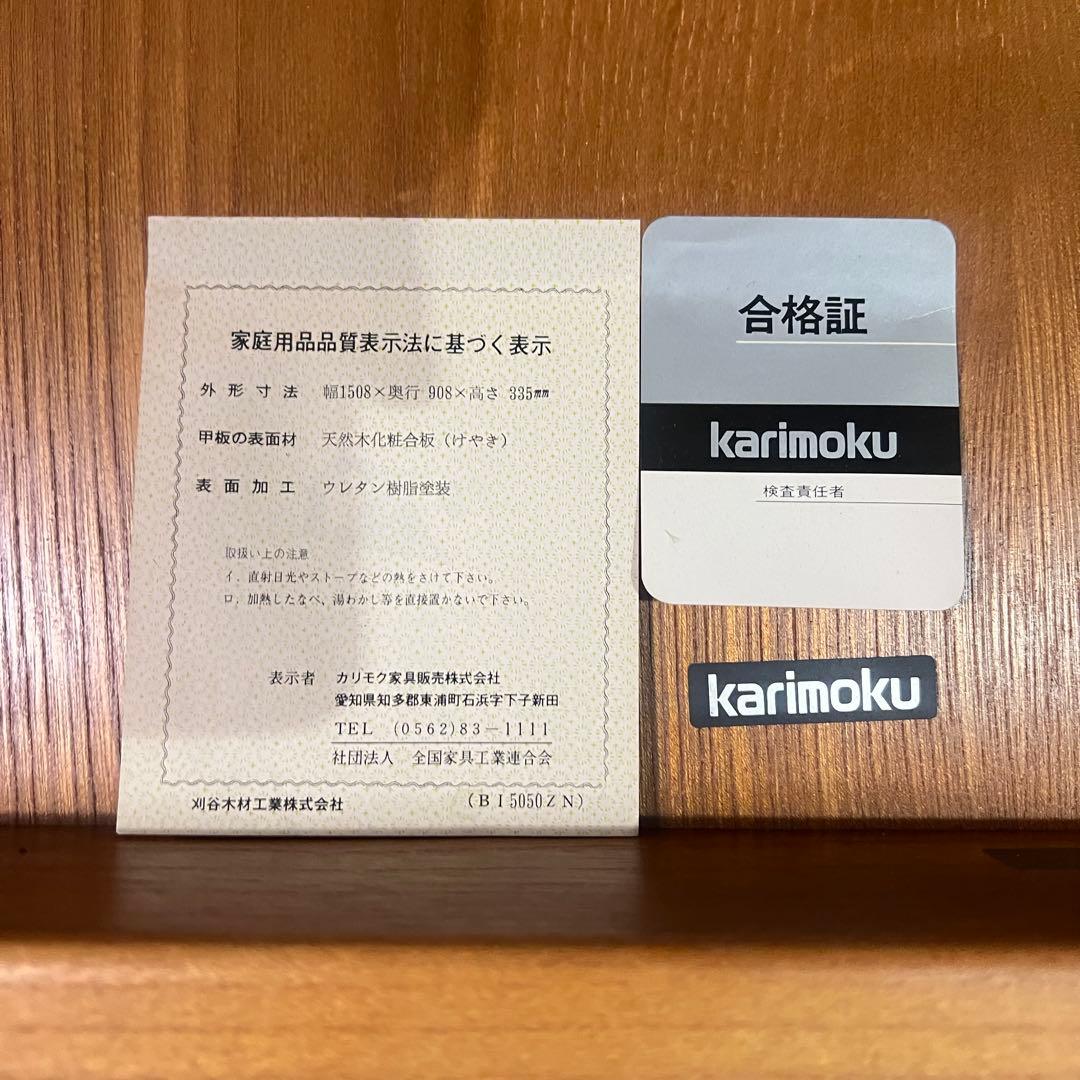 家庭用品品質表示法に基づく表示
外形寸法 幅1508×奥行 908×高さ 335mm
甲板の表面材 天然木化粧合板(けやき)
表面加工 ウレタン樹脂塗装
取扱い上の注意
イ. 直射日光やストーブなどの熱をさけて下さい。
ロ. 加熱したなべ、湯わかし等を直接置かないで下さい。
表示者 カリモク家具販売株式会社
愛知県知多郡東浦町石浜字下子新田
TEL (0562)83−1111
社団法人 全国家具工業連合会
刈谷木材工業株式会社 (BI5050ZN)
合格証
karimoku
検査責任者
karimoku